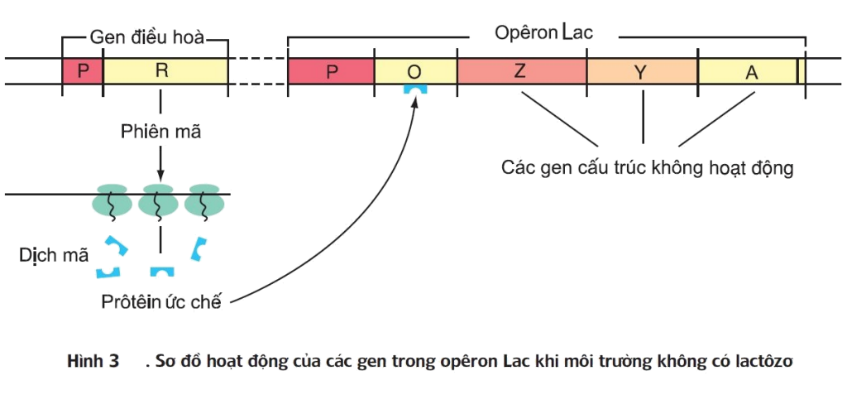 Gen điều hoà
Opêron Lac
P R P O Z Y A
Phiên mã
Các gen cấu trúc không hoạt động
Dịch mã
Prôtêin ức chế
Hình 3 . Sơ đồ hoạt động của các gen trong opêron Lac khi môi trường không có lactôzơ